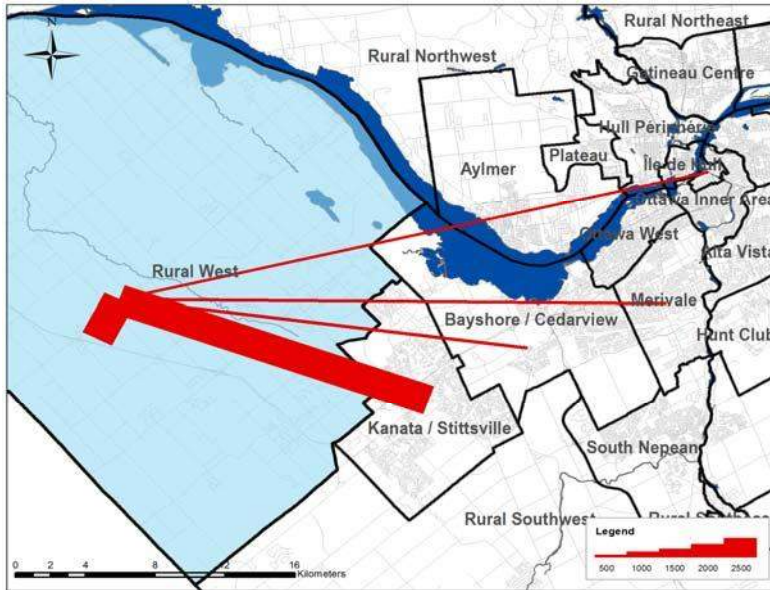 Rural Northeast
N
Rural Northwest
Gatineau Centre
Hull Périphérie
Plateau
Aylmer
Île de Hull
Ottawa Inner Area
Ottawa West
Alta Vista
Rural West
Merivale
Bayshore / Cedarview
Hunt Club
Kanata / Stittsville
South Nepean
Rural Southwest
Legend
500 1000 1500 2000 2500
0 2 4 8 12 16
Kilometers